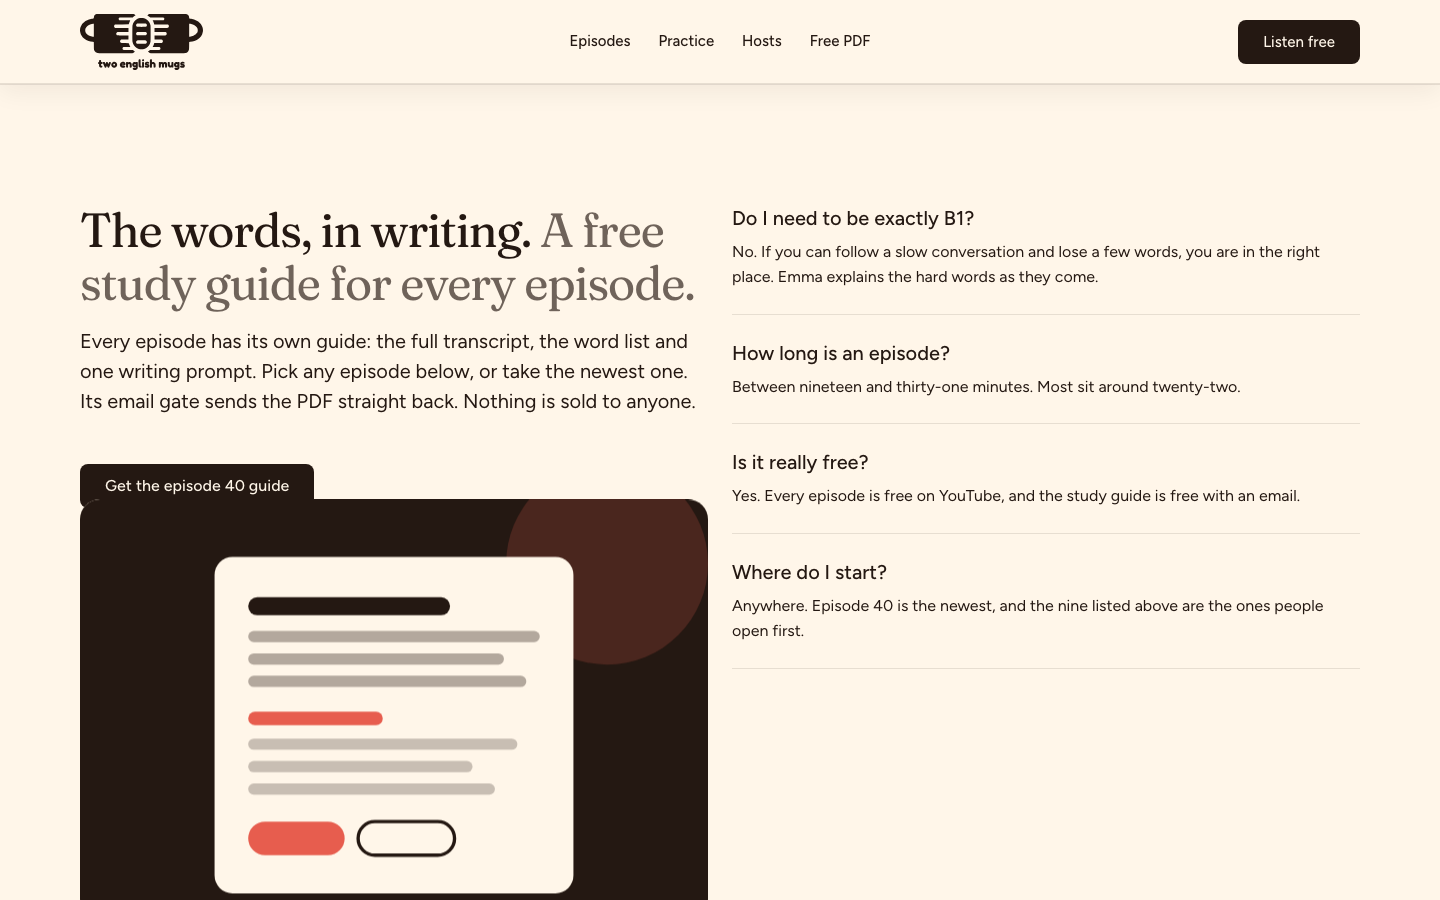 two english mugs
Episodes
Practice
Hosts
Free PDF
Listen free
The words, in writing. A free
study guide for every episode.
Every episode has its own guide: the full transcript, the word list and
one writing prompt. Pick any episode below, or take the newest one.
Its email gate sends the PDF straight back. Nothing is sold to anyone.
Get the episode 40 guide
Do I need to be exactly B1?
No. If you can follow a slow conversation and lose a few words, you are in the right
place. Emma explains the hard words as they come.
How long is an episode?
Between nineteen and thirty-one minutes. Most sit around twenty-two.
Is it really free?
Yes. Every episode is free on YouTube, and the study guide is free with an email.
Where do I start?
Anywhere. Episode 40 is the newest, and the nine listed above are the ones people
open first.